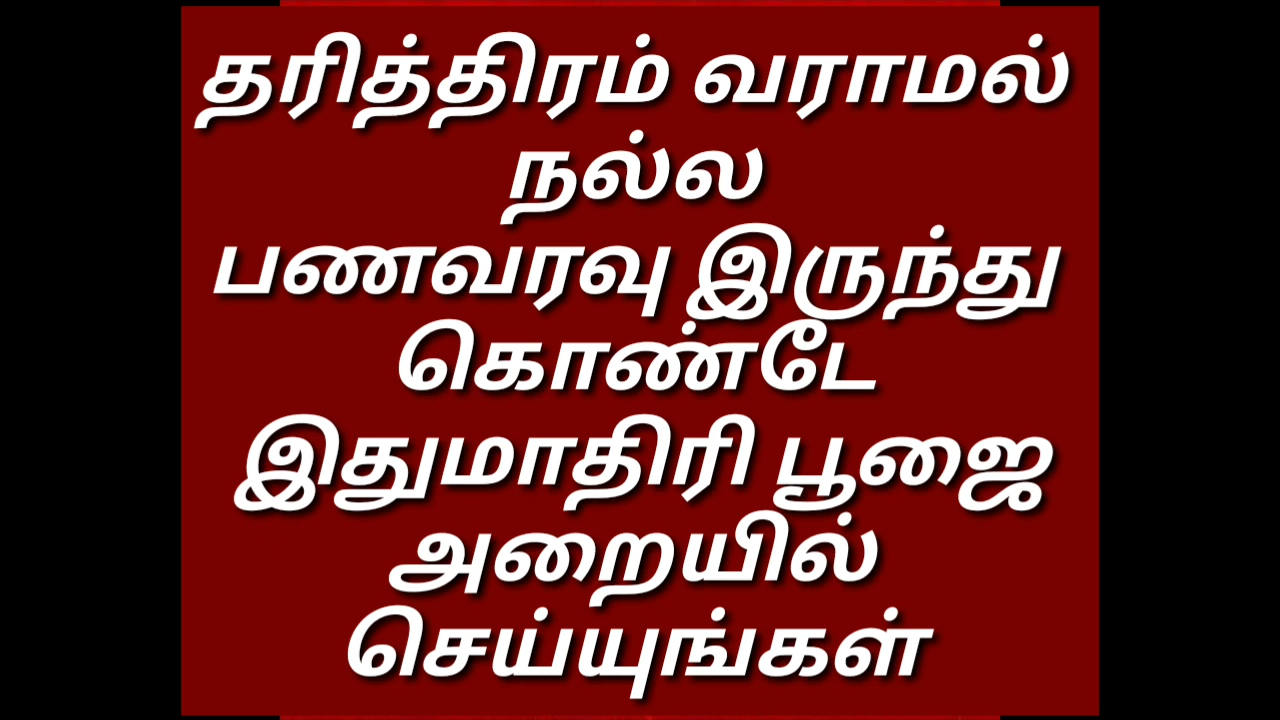 தரித்திரம் வராமல்
நல்ல
பணவரவு இருந்து
கொண்டே
இதுமாதிரி பூஜை
அறையில்
செய்யுங்கள்